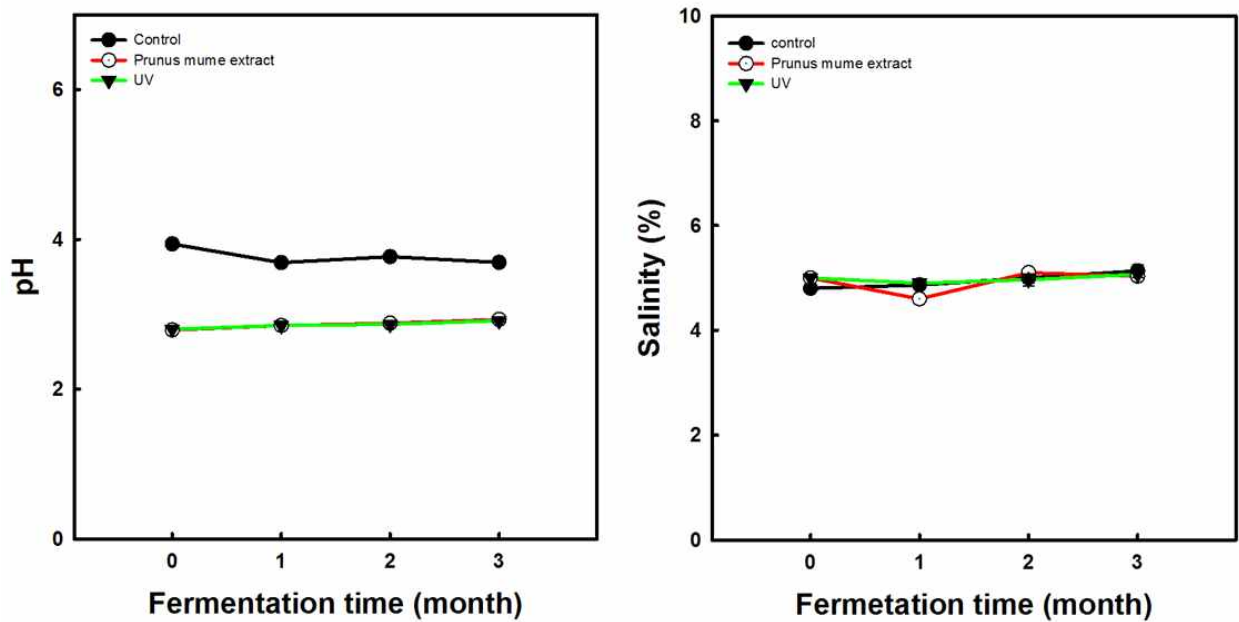 Control
Prunus mume extract
UV
6
4
2
0
pH
0 1 2 3
Fermentation time (month)
control
Prunus mume extract
UV
10
8
6
4
2
0
Salinity (%)
0 1 2 3
Fermetation time (month)